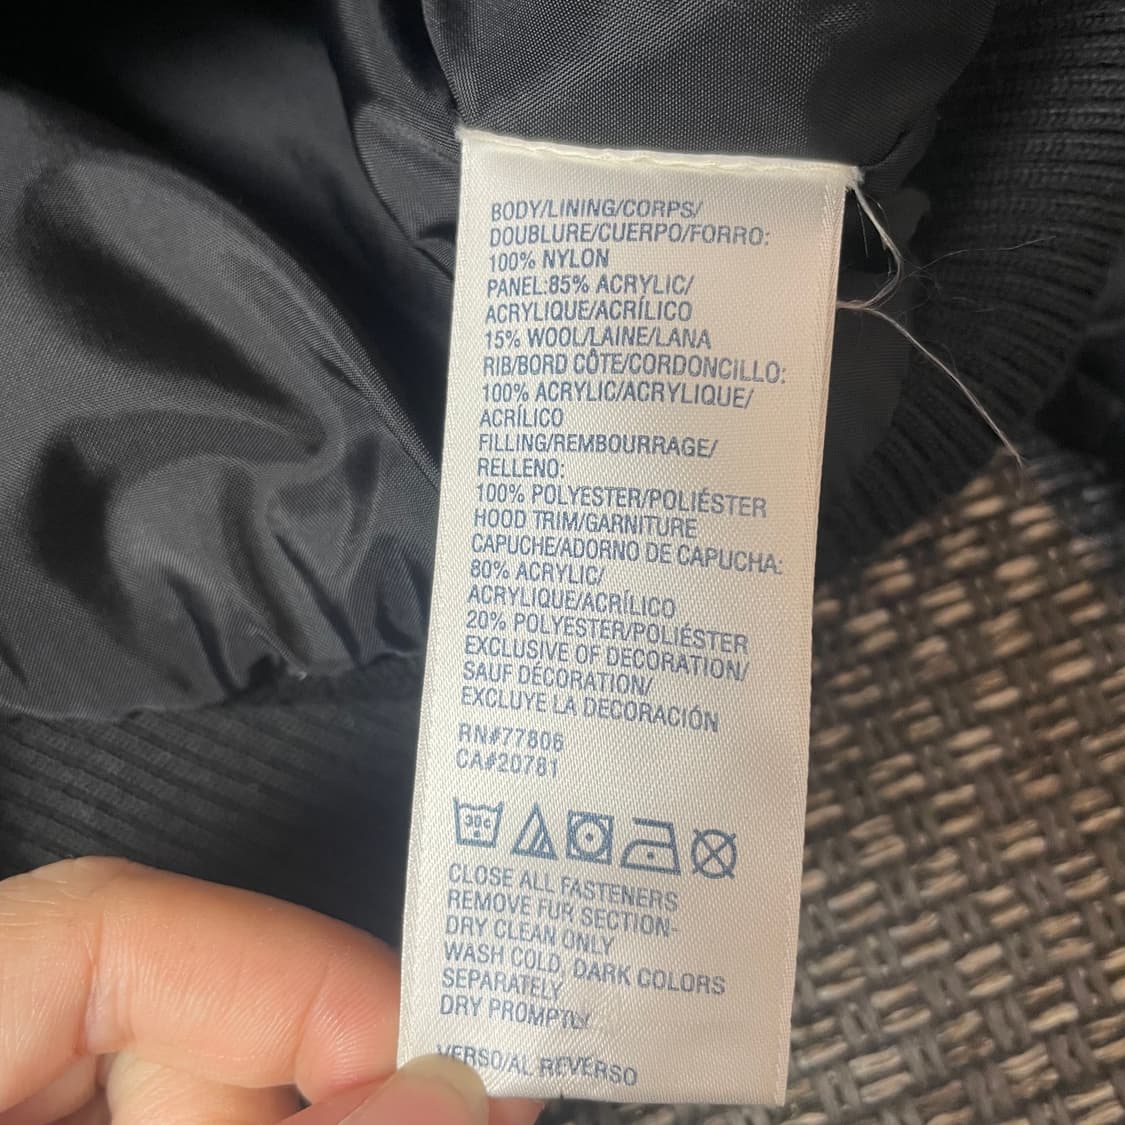 BODY/LINING/CORPS/
DOUBLURE/CUERPO/FORRO:
100% NYLON
PANEL:85% ACRYLIC/
ACRYLIQUE/ACRÍLICO
15% WOOL/LAINE/LANA
RIB/BORD CÔTE/CORDONCILLO:
100% ACRYLIC/ACRYLIQUE/
ACRÍLICO
FILLING/REMBOURRAGE/
RELLENO:
100% POLYESTER/POLIÉSTER
HOOD TRIM/GARNITURE
CAPUCHE/ADORNO DE CAPUCHA:
80% ACRYLIC/
ACRYLIQUE/ACRÍLICO
20% POLYESTER/POLIÉSTER
EXCLUSIVE OF DECORATION/
SAUF DÉCORATION/
EXCLUYE LA DECORACIÓN
RN#77806
CA#20781
30c
CLOSE ALL FASTENERS
REMOVE FUR SECTION-
DRY CLEAN ONLY
WASH COLD, DARK COLORS
SEPARATELY
DRY PROMPTLY
VERSO/AL REVERSO